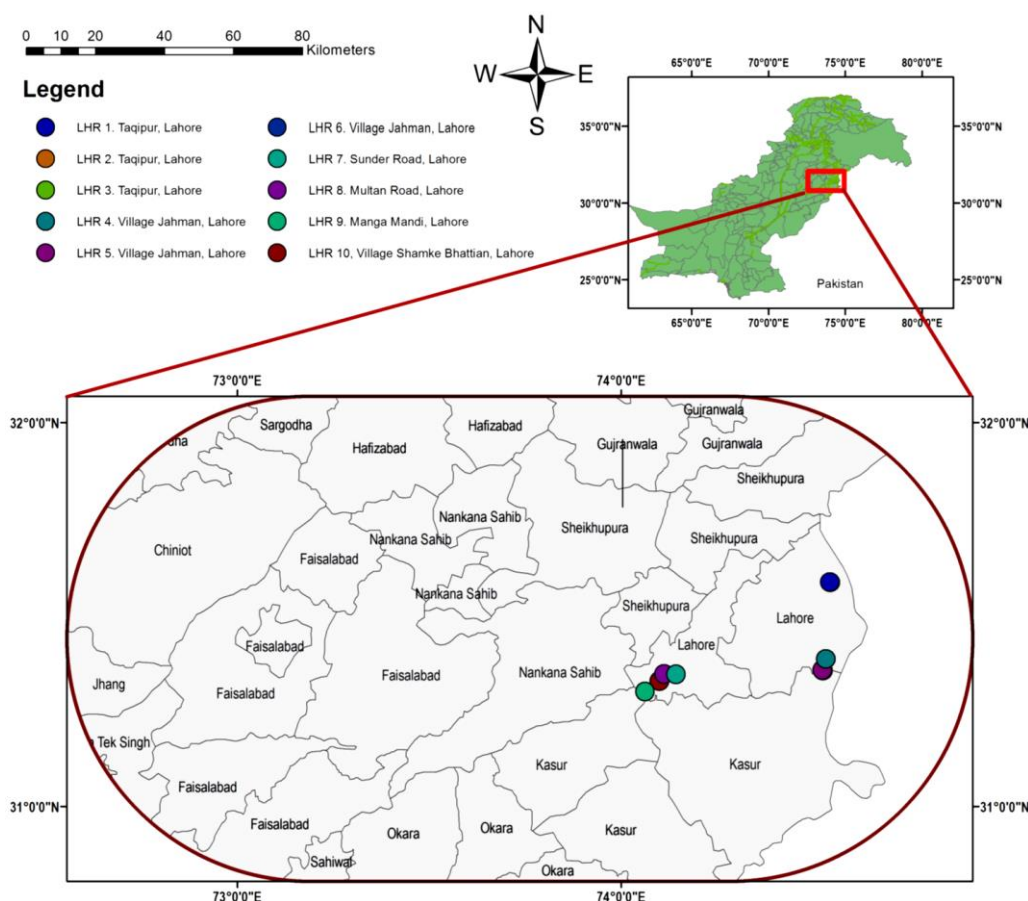 0 10 20 40 60 80
Kilometers
N
W E
S
Legend
LHR 1. Taqipur, Lahore
LHR 2. Taqipur, Lahore
LHR 3. Taqipur, Lahore
LHR 4. Village Jahman, Lahore
LHR 5. Village Jahman, Lahore
LHR 6. Village Jahman, Lahore
LHR 7. Sunder Road, Lahore
LHR 8. Multan Road, Lahore
LHR 9. Manga Mandi, Lahore
LHR 10, Village Shamke Bhattian, Lahore
65°0'0"E 70°0'0"E 75°0'0"E 80°0'0"E
35°0'0"N 35°0'0"N
30°0'0"N 30°0'0"N
25°0'0"N 25°0'0"N
Pakistan
65°0'0"E 70°0'0"E 75°0'0"E 80°0'0"E
73°0'0"E 74°0'0"E
32°0'0"N 32°0'0"N
Gujranwala
Sargodha Hafizabad
Hafizabad Gujranwala Gujranwala
Sheikhupura
Nankana Sahib
Nankana Sahib Sheikhupura Sheikhupura
Chiniot Faisalabad
Nankana Sahib Sheikhupura
Lahore
Faisalabad Lahore
Jhang Faisalabad Faisalabad Nankana Sahib
Tek Singh
Faisalabad Kasur Kasur
Faisalabad Okara Okara Kasur
Sahiwal Okara
31°0'0"N 31°0'0"N
73°0'0"E 74°0'0"E